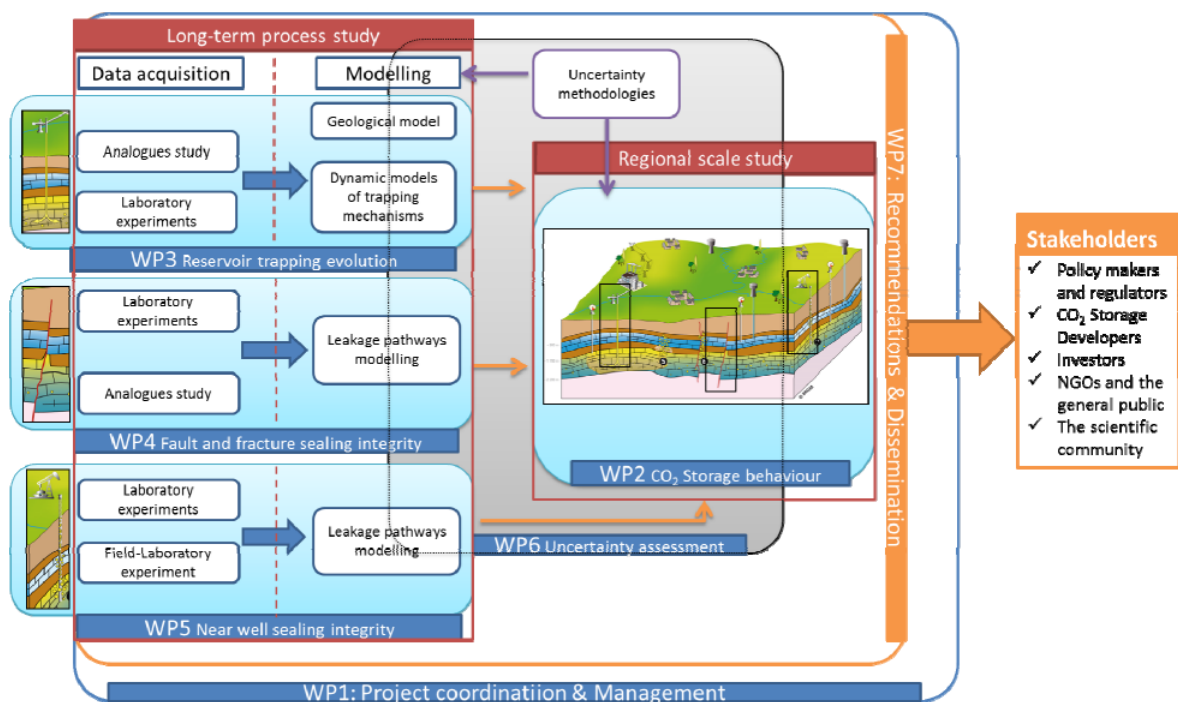 Long-term process study
Data acquisition
Modelling
Uncertainty
methodologies
Geological model
Analogues study
Dynamic models
of trapping
mechanisms
Laboratory
experiments
WP3 Reservoir trapping evolution
Laboratory
experiments
Leakage pathways
modelling
Analogues study
WP4 Fault and fracture sealing integrity
Laboratory
experiments
Leakage pathways
modelling
Field-Laboratory
experiment
WP5 Near well sealing integrity
Regional scale study
WP2 CO₂ Storage behaviour
WP6 Uncertainty assessment
WP7: Recommendations & Dissemination
WP1: Project coordinatiion & Management
Stakeholders
✓ Policy makers
and regulators
✓ CO₂ Storage
Developers
✓ Investors
✓ NGOs and the
general public
✓ The scientific
community